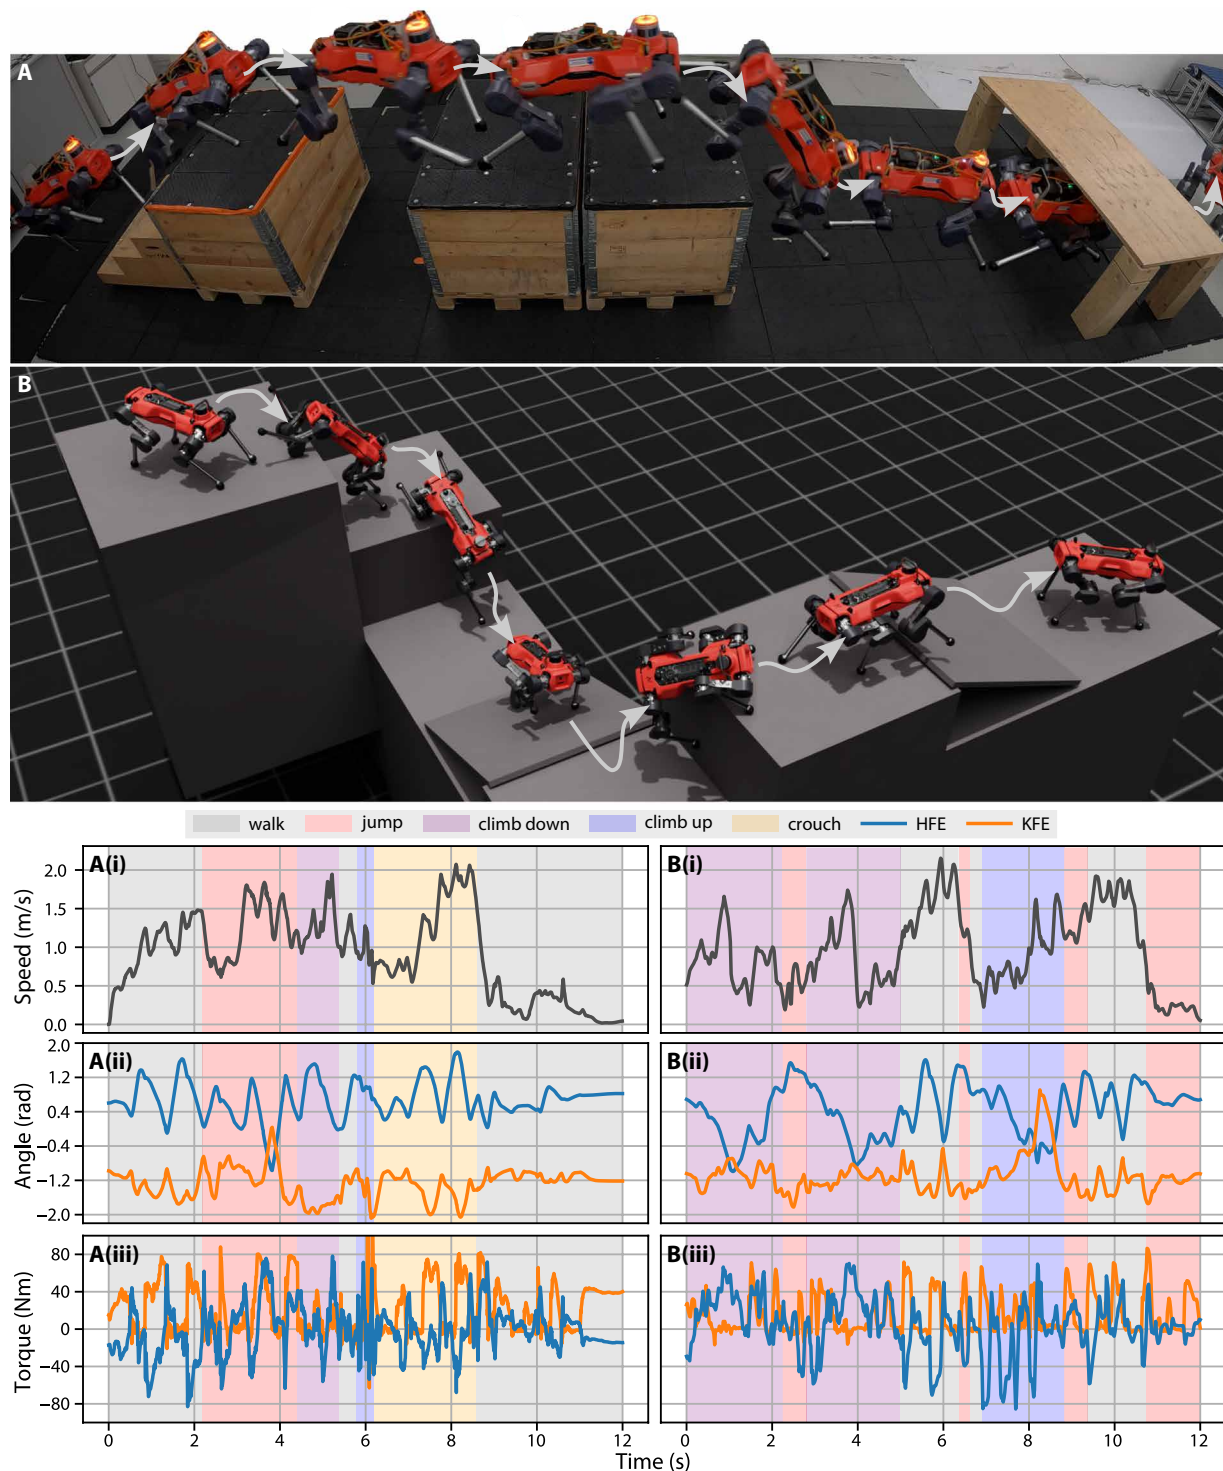 A
B
walk jump climb down climb up crouch HFE KFE
A(i) B(i)
Speed (m/s)
2.0
1.5
1.0
0.5
0.0
A(ii) B(ii)
Angle (rad)
2.0
1.2
0.4
−0.4
−1.2
−2.0
A(iii) B(iii)
Torque (Nm)
80
40
0
−40
−80
0 2 4 6 8 10 12 0 2 4 6 8 10 12
Time (s)